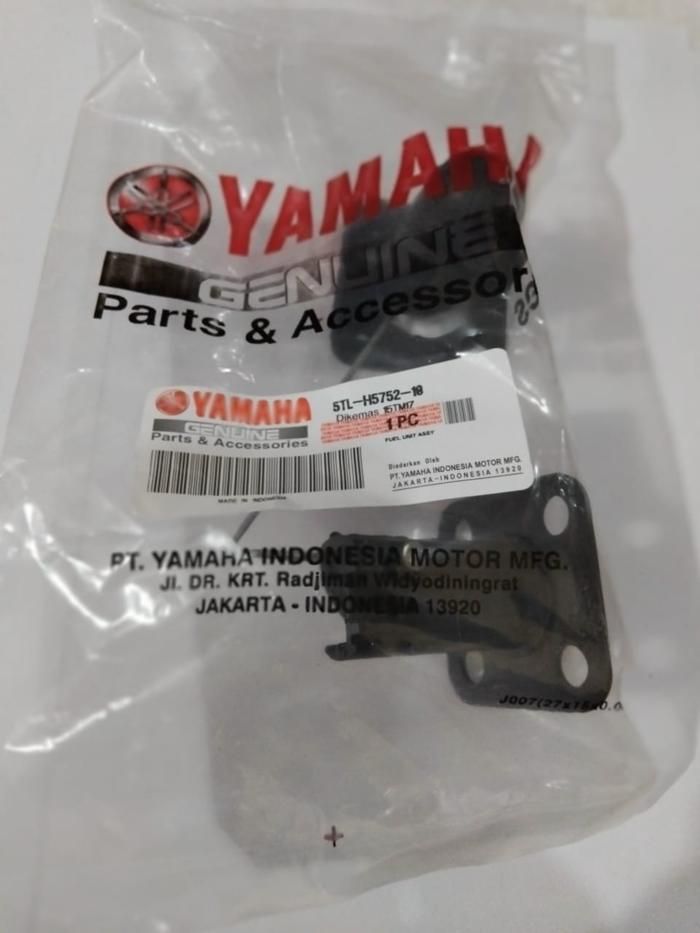 YAMAHA
GENUINE
Parts & Accessories
YAMAHA
GENUINE
Parts & Accessories
5TL-H5752-10
Dikemas 15TM17
1 PC
FUEL UNIT ASSY
Diedarkan Oleh
PT. YAMAHA INDONESIA MOTOR MFG.
JAKARTA-INDONESIA 13920
MADE IN INDONESIA
PT. YAMAHA INDONESIA MOTOR MFG.
Jl. DR. KRT. Radjiman Widyodiningrat
JAKARTA - INDONESIA 13920